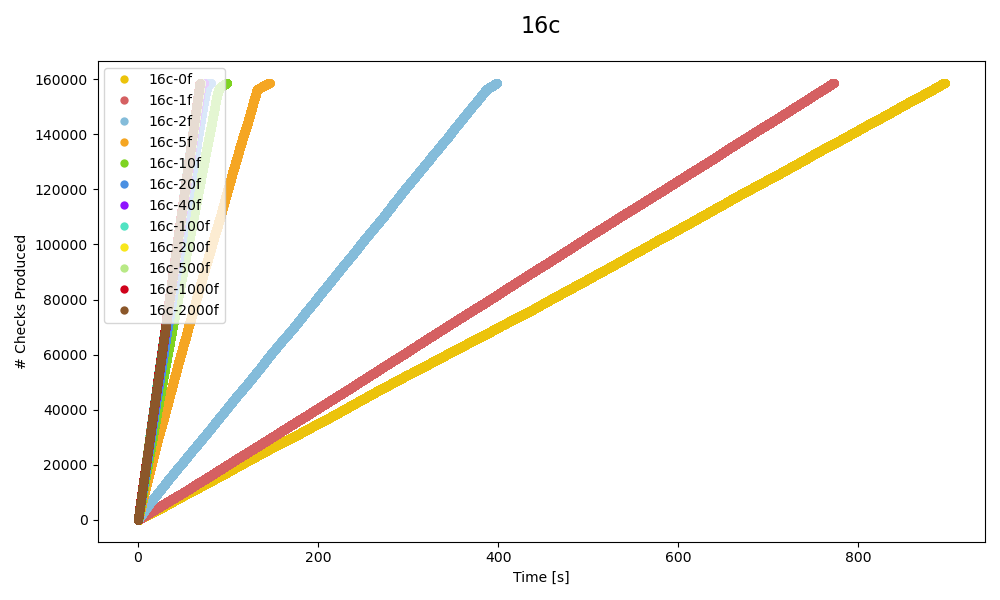 16c
# Checks Produced
160000
140000
120000
100000
80000
60000
40000
20000
0
16c-0f
16c-1f
16c-2f
16c-5f
16c-10f
16c-20f
16c-40f
16c-100f
16c-200f
16c-500f
16c-1000f
16c-2000f
0 200 400 600 800
Time [s]